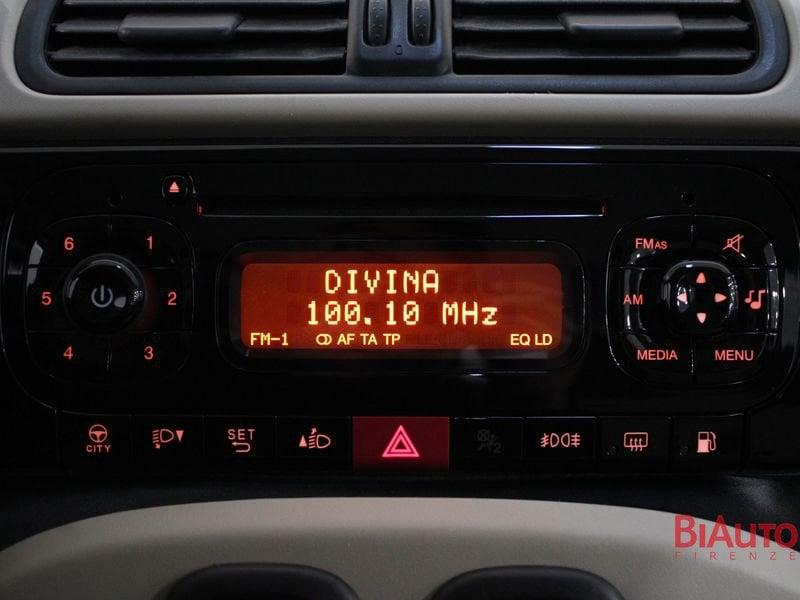 6 1
FMAS
DIVINA
5 2
AM
100.10 MHz
FM-1 AF TA TP EQ LD
4 3
MEDIA MENU
CITY
SET
BIAUTO
FIRENZE